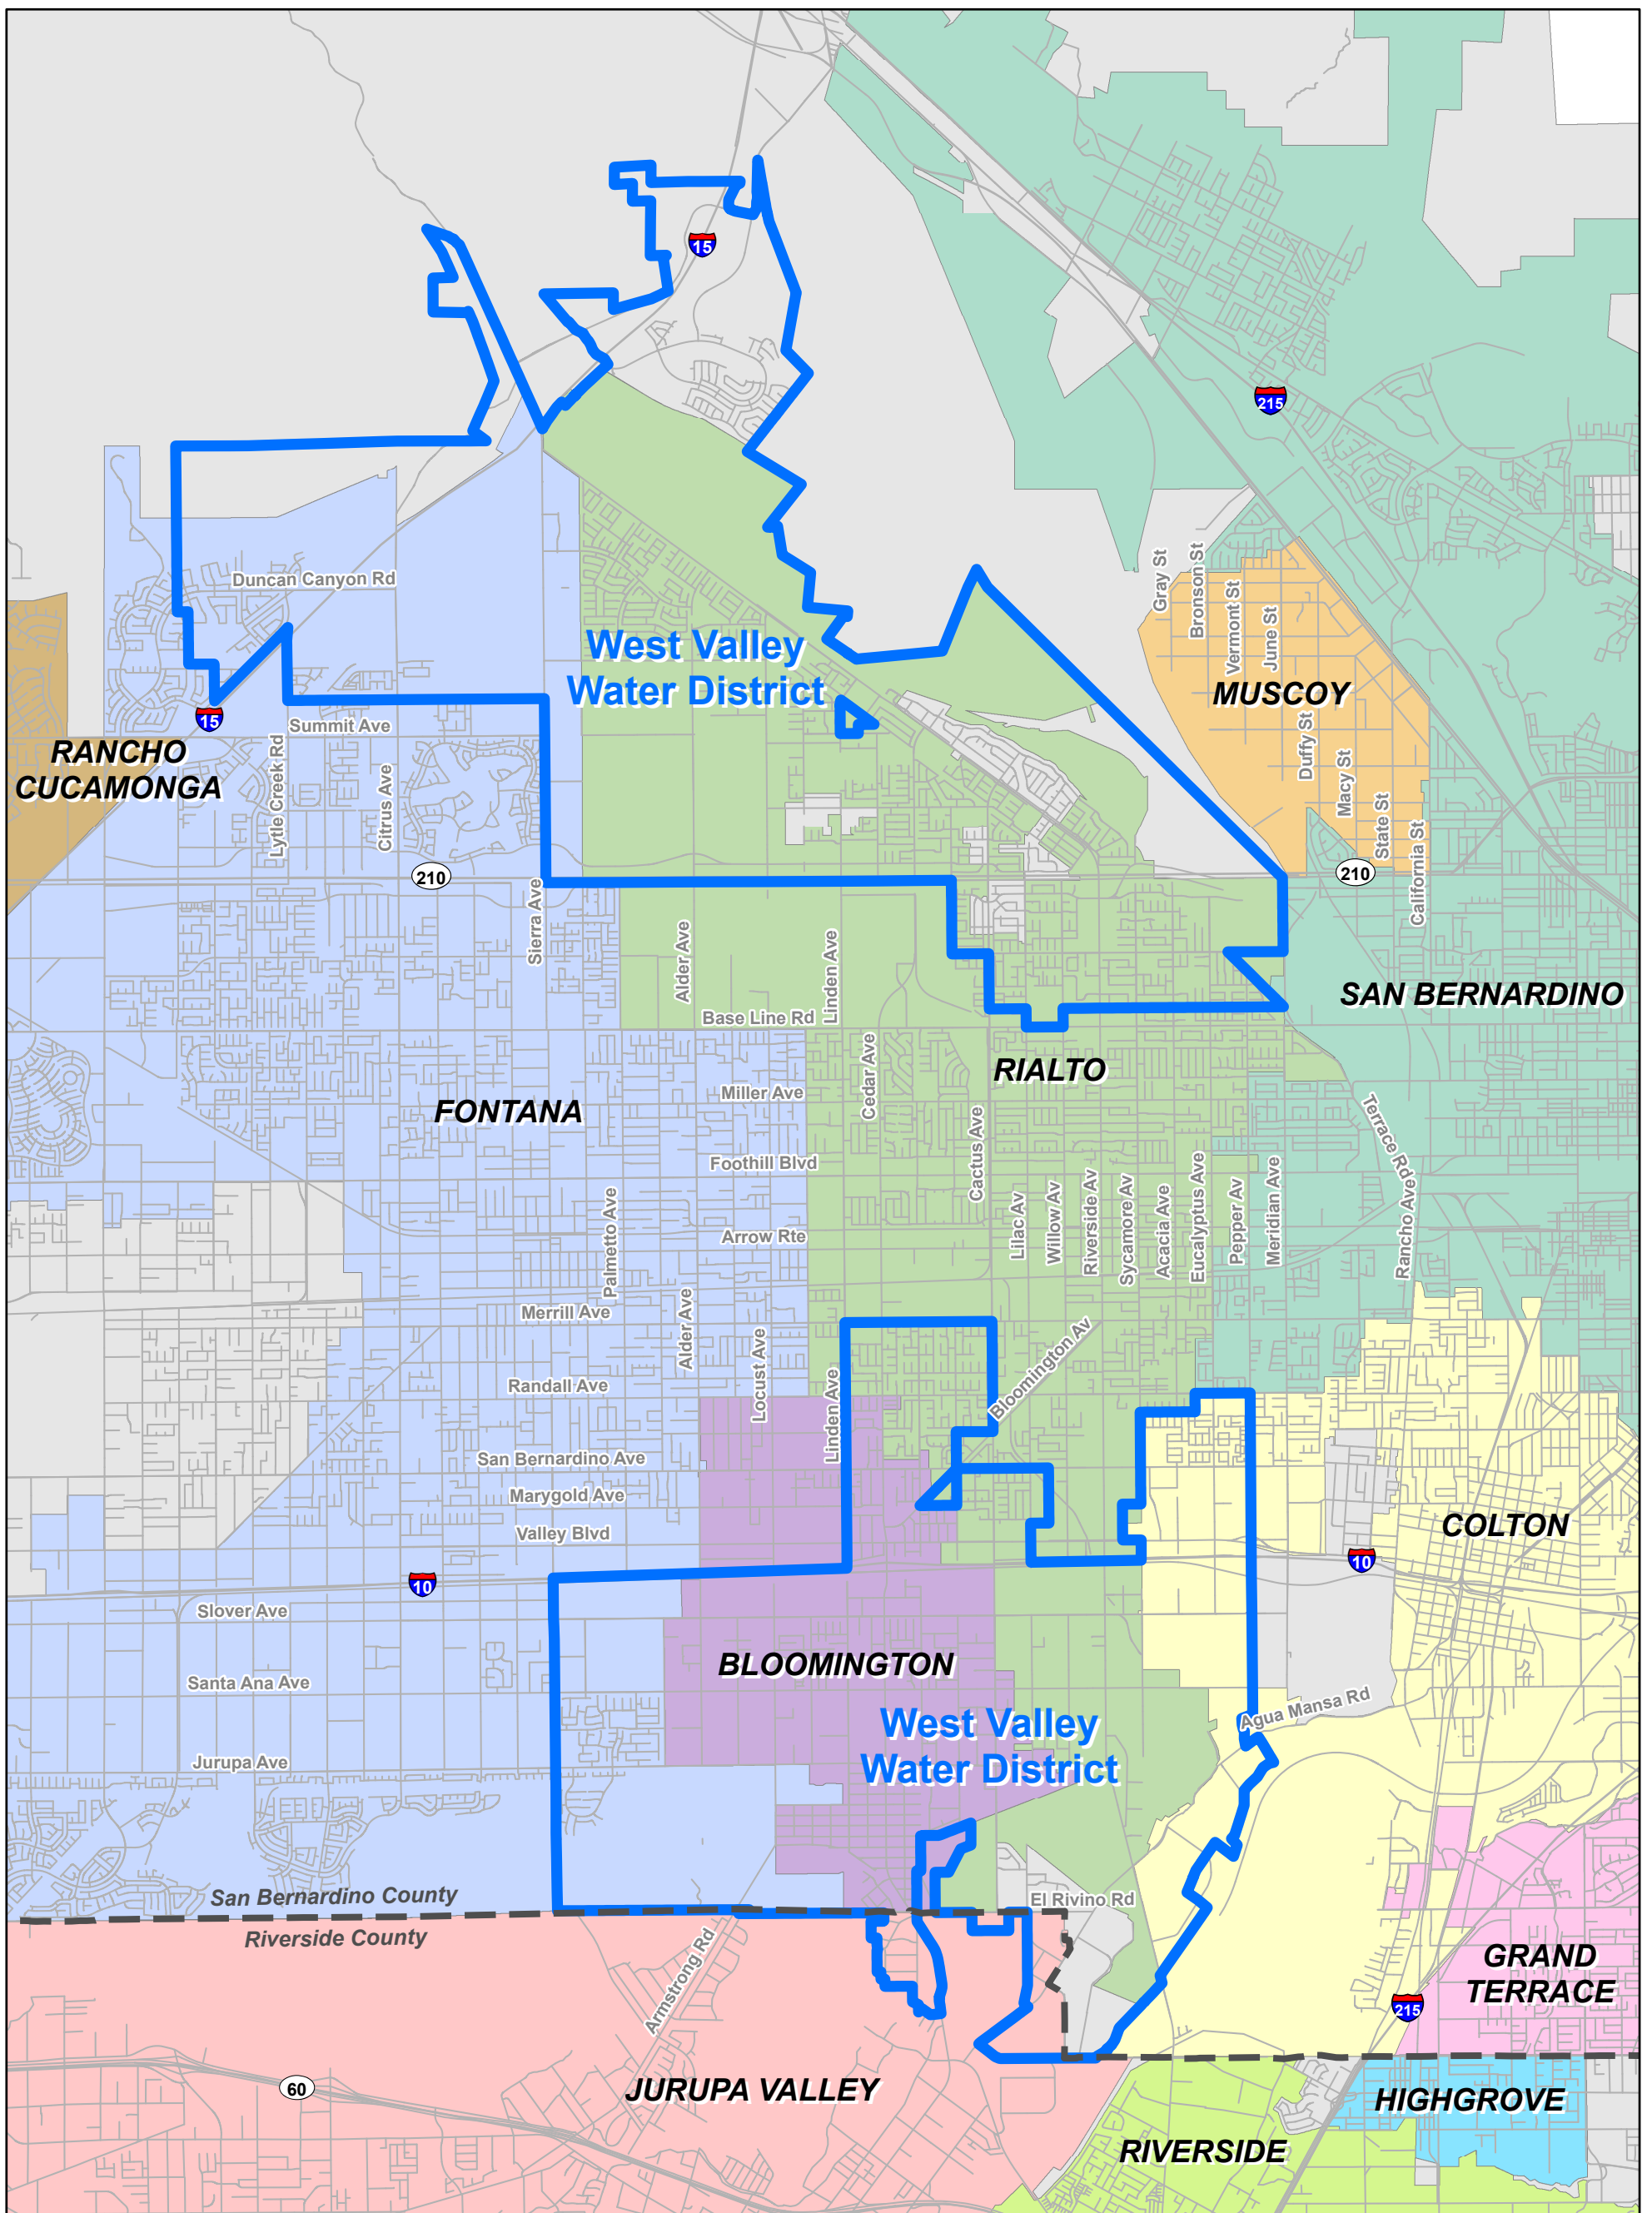 15
215
Gray St
Bronson St
Vermont St
June St
Duncan Canyon Rd
West Valley
Water District
MUSCOY
15
Summit Ave
RANCHO
CUCAMONGA
Lytle Creek Rd
Citrus Ave
Duffy St
Macy St
State St
California St
210
210
Sierra Ave
Alder Ave
Linden Ave
SAN BERNARDINO
Base Line Rd
Cedar Ave
RIALTO
Miller Ave
FONTANA
Terrace Rd
Foothill Blvd
Cactus Ave
Palmetto Ave
Lilac Av
Willow Av
Riverside Av
Sycamore Av
Acacia Ave
Eucalyptus Ave
Pepper Av
Meridian Ave
Rancho Ave
Arrow Rte
Merrill Ave
Alder Ave
Locust Ave
Linden Ave
Bloomington Av
Randall Ave
San Bernardino Ave
Marygold Ave
Valley Blvd
COLTON
10
10
Slover Ave
BLOOMINGTON
Santa Ana Ave
West Valley
Water District
Agua Mansa Rd
Jurupa Ave
San Bernardino County
El Rivino Rd
Riverside County
Armstrong Rd
GRAND
TERRACE
215
60
JURUPA VALLEY
HIGHGROVE
RIVERSIDE